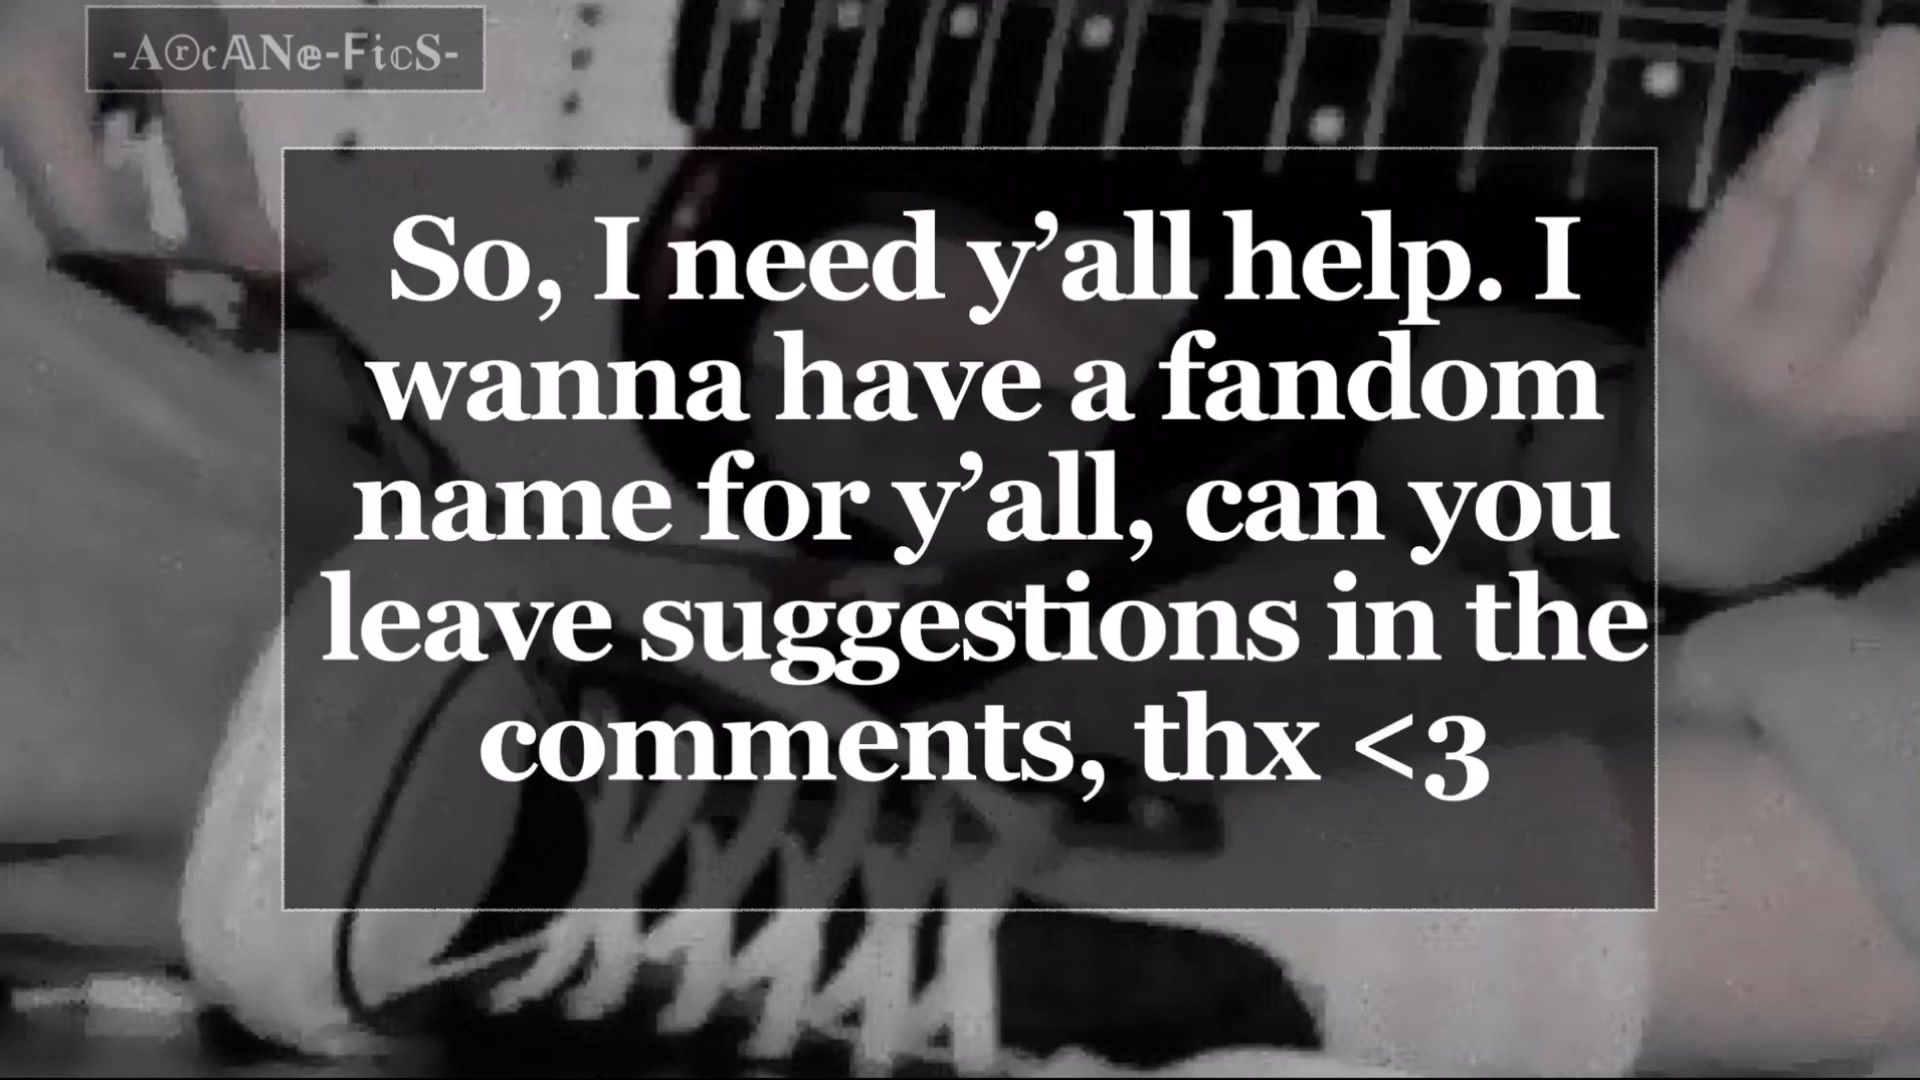 -AⓡcᗩNe-FicS-
So, I need y’all help. I
wanna have a fandom
name for y’all, can you
leave suggestions in the
comments, thx <3